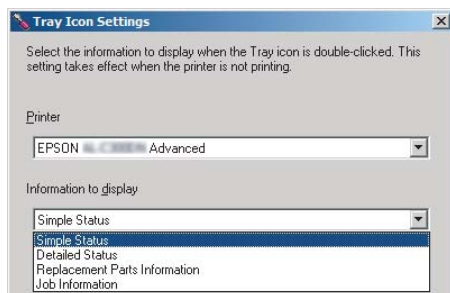 Tray Icon Settings
Select the information to display when the Tray icon is double-clicked. This
setting takes effect when the printer is not printing.
Printer
EPSON Advanced
Information to display
Simple Status
Simple Status
Detailed Status
Replacement Parts Information
Job Information